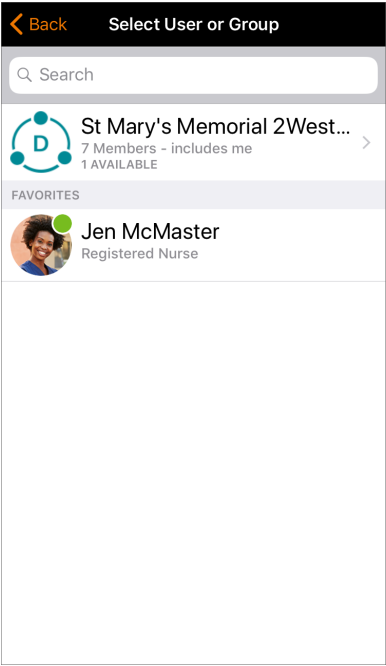 Back
Select User or Group
Search
D
St Mary's Memorial 2West...
7 Members - includes me
1 AVAILABLE
FAVORITES
Jen McMaster
Registered Nurse